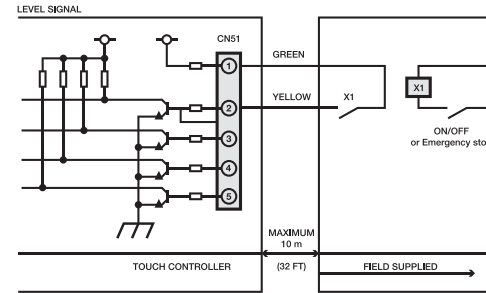 LEVEL SIGNAL
CN51
1
GREEN
X1
2
YELLOW
X1
3
ON/OFF
or Emergency sto
4
5
MAXIMUM
10 m
TOUCH CONTROLLER
(32 FT)
FIELD SUPPLIED